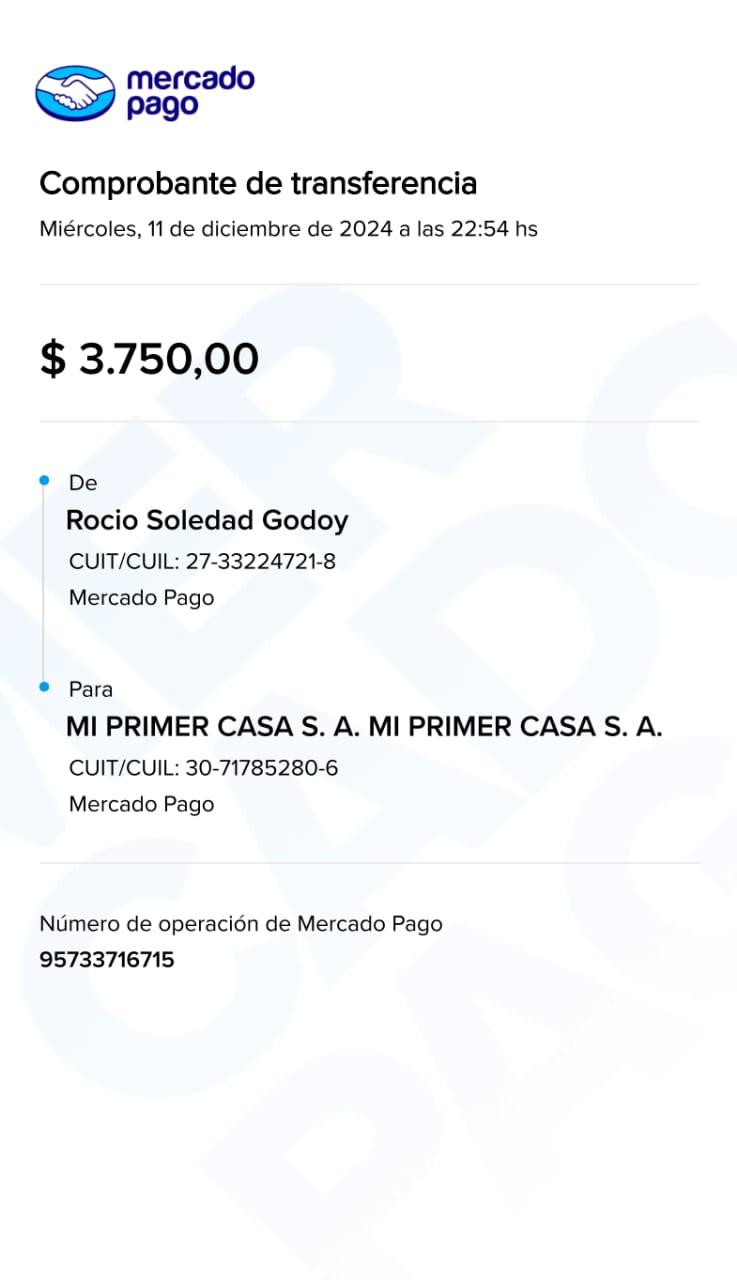 mercado
pago
Comprobante de transferencia
Miércoles, 11 de diciembre de 2024 a las 22:54 hs
$ 3.750,00
De
Rocio Soledad Godoy
CUIT/CUIL: 27-33224721-8
Mercado Pago
Para
MI PRIMER CASA S. A. MI PRIMER CASA S. A.
CUIT/CUIL: 30-71785280-6
Mercado Pago
Número de operación de Mercado Pago
95733716715